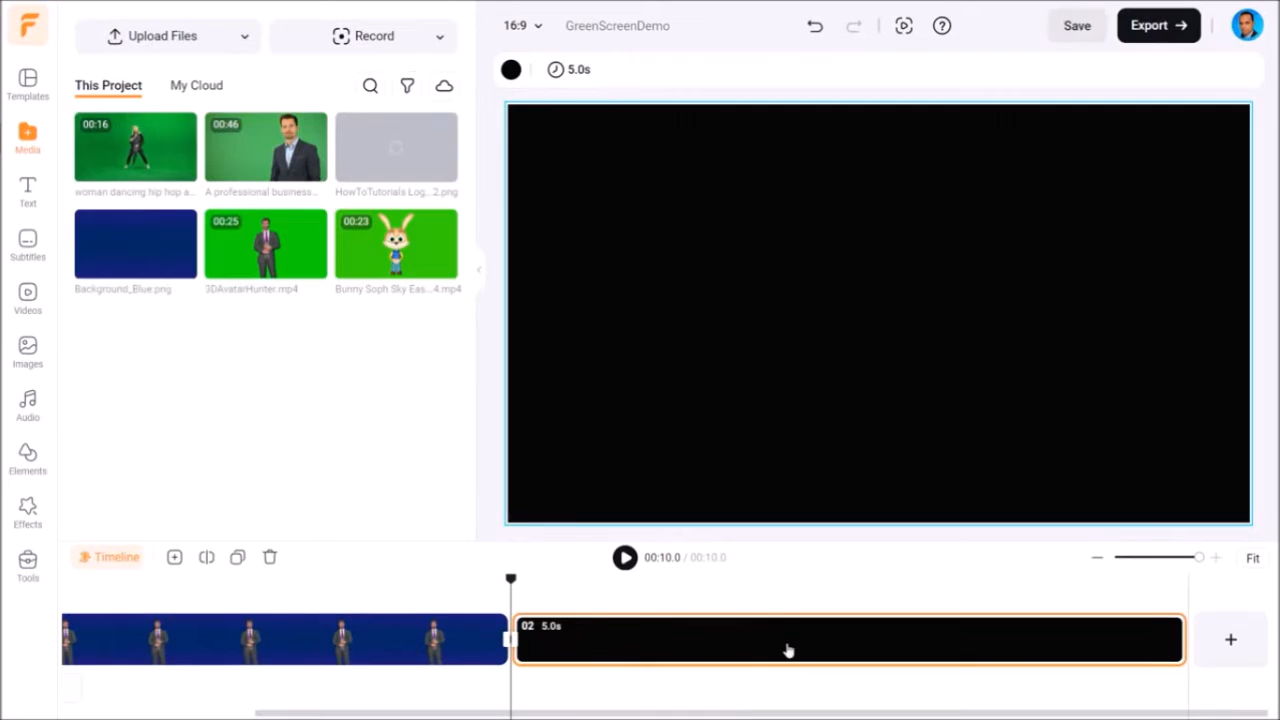 Upload Files
Record
16:9
GreenScreenDemo
Save
Export
5.0s
Templates
Media
Text
Subtitles
Videos
Images
Audio
Elements
Effects
Tools
This Project
My Cloud
00:16
00:46
woman dancing hip hop a...
A professional business...
HowToTutorials Log...2.png
00:25
00:23
Background_Blue.png
3DAvatarHunter.mp4
Bunny Soph Sky Eas...4.mp4
Timeline
00:10.0 / 00:10.0
Fit
02 5.0s